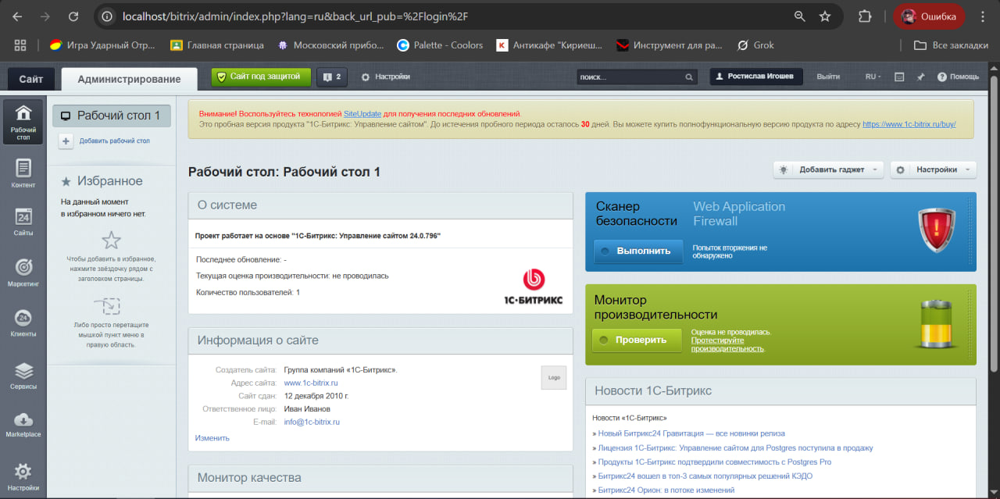 localhost/bitrix/admin/index.php?lang=ru&back_url_pub=%2Flogin%2F
Ошибка
Игра Ударный Отр...
Главная страница
Московский прибо...
Palette - Coolors
Антикафе "Кириеш...
Инструмент для ра...
Grok
Все закладки
Сайт
Администрирование
Сайт под защитой
2
Настройки
поиск...
Ростислав Игошев
Выйти
RU
Помощь
Рабочий стол
Контент
24
Сайты
Маркетинг
24
Клиенты
Сервисы
Marketplace
Настройки
Рабочий стол 1
Добавить рабочий стол
Избранное
На данный момент
в избранном ничего нет.
Чтобы добавить в избранное,
нажмите звёздочку рядом с
заголовком страницы.
Либо просто перетащите
мышкой пункт меню в
правую область.
Внимание! Воспользуйтесь технологией SiteUpdate для получения последних обновлений.
Это пробная версия продукта "1С-Битрикс: Управление сайтом". До истечения пробного периода осталось 30 дней. Вы можете купить полнофункциональную версию продукта по адресу https://www.1c-bitrix.ru/buy/
Рабочий стол: Рабочий стол 1
Добавить гаджет
Настройки
О системе
Проект работает на основе "1С-Битрикс: Управление сайтом 24.0.796"
Последнее обновление: -
Текущая оценка производительности: не проводилась
Количество пользователей: 1
1С·БИТРИКС
Информация о сайте
Создатель сайта: Группа компаний «1С-Битрикс».
Адрес сайта: www.1c-bitrix.ru
Сайт сдан: 12 декабря 2010 г.
Ответственное лицо: Иван Иванов
E-mail: info@1c-bitrix.ru
Logo
Изменить
Монитор качества
Сканер
безопасности
Web Application
Firewall
Выполнить
Попыток вторжения не
обнаружено
Монитор
производительности
Проверить
Оценка не проводилась.
Протестируйте
производительность.
Новости 1С-Битрикс
Новости «1С-Битрикс»
» Новый Битрикс24 Гравитация — все новинки релиза
» Лицензия 1С-Битрикс: Управление сайтом для Postgres поступила в продажу
» Продукты 1С-Битрикс подтвердили совместимость с Postgres Pro
» Битрикс24 вошел в топ-3 самых популярных решений КЭДО
» Битрикс24 Орион: в потоке изменений